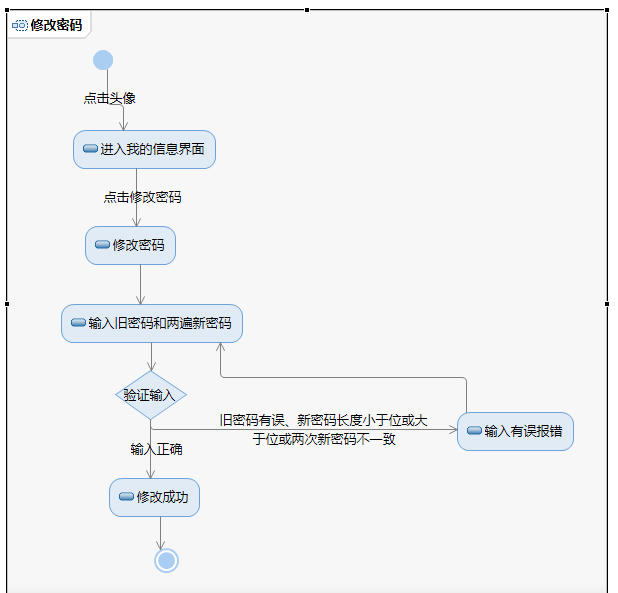 修改密码
点击头像
进入我的信息界面
点击修改密码
修改密码
输入旧密码和两遍新密码
验证输入
旧密码有误、新密码长度小于位或大
于位或两次新密码不一致
输入有误报错
输入正确
修改成功